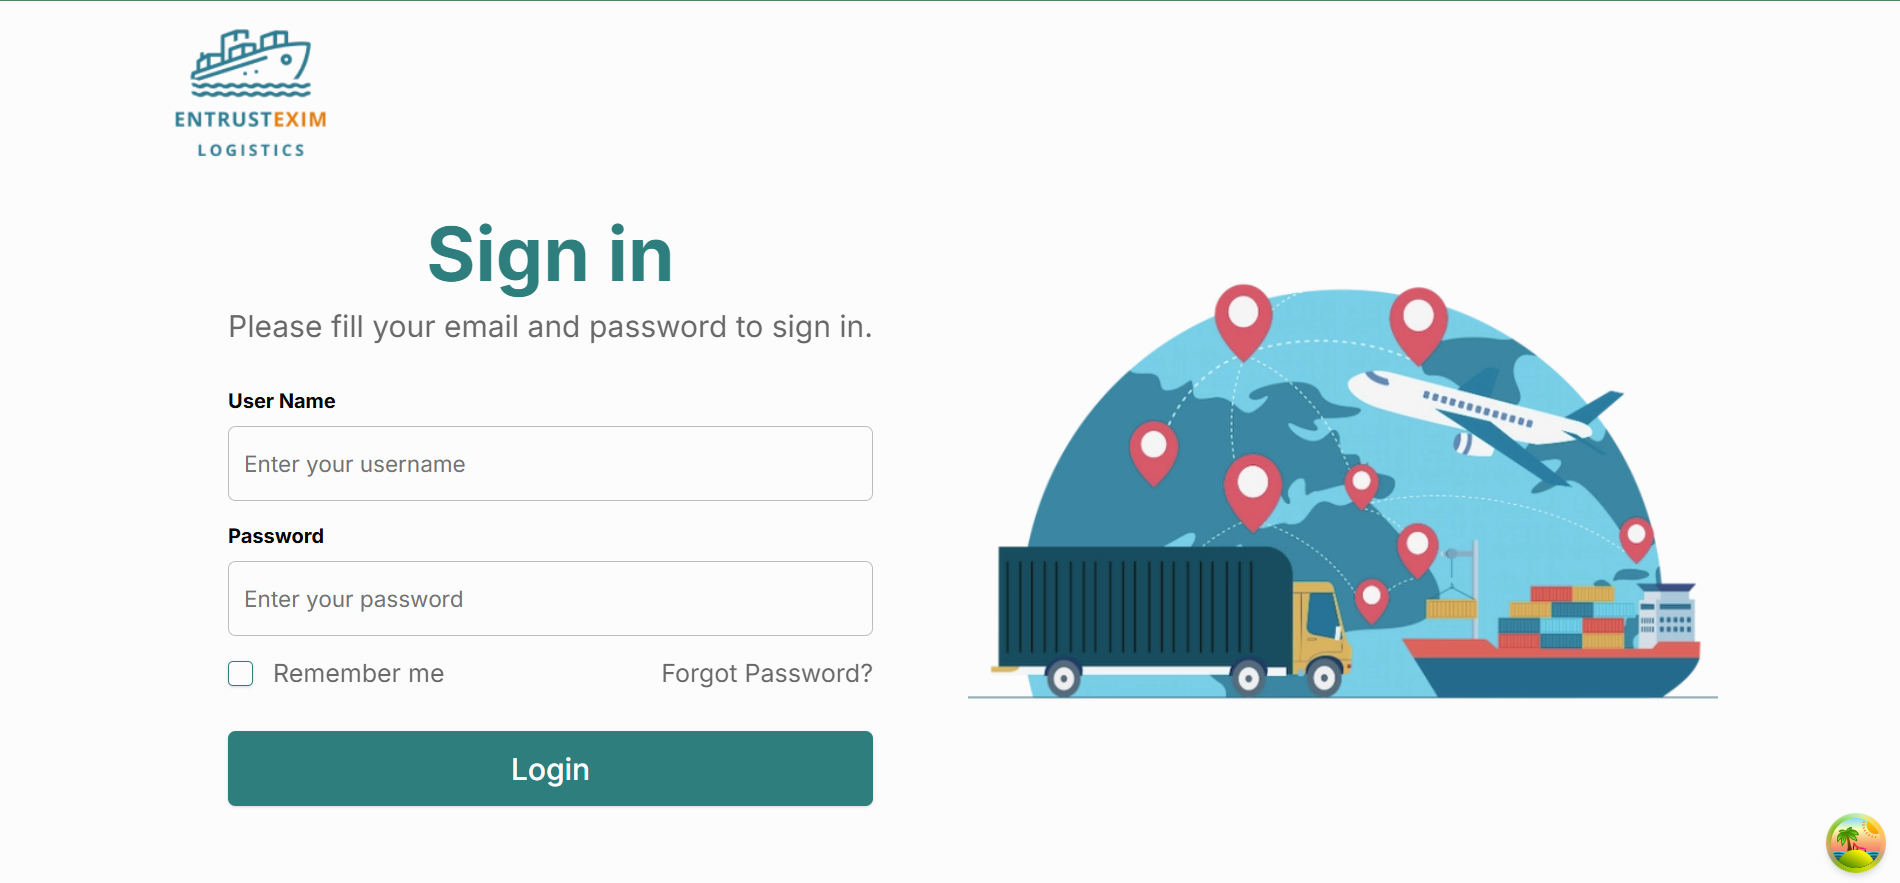 ENTRUSTEXIM
LOGISTICS
Sign in
Please fill your email and password to sign in.
User Name
Enter your username
Password
Enter your password
Remember me
Forgot Password?
Login